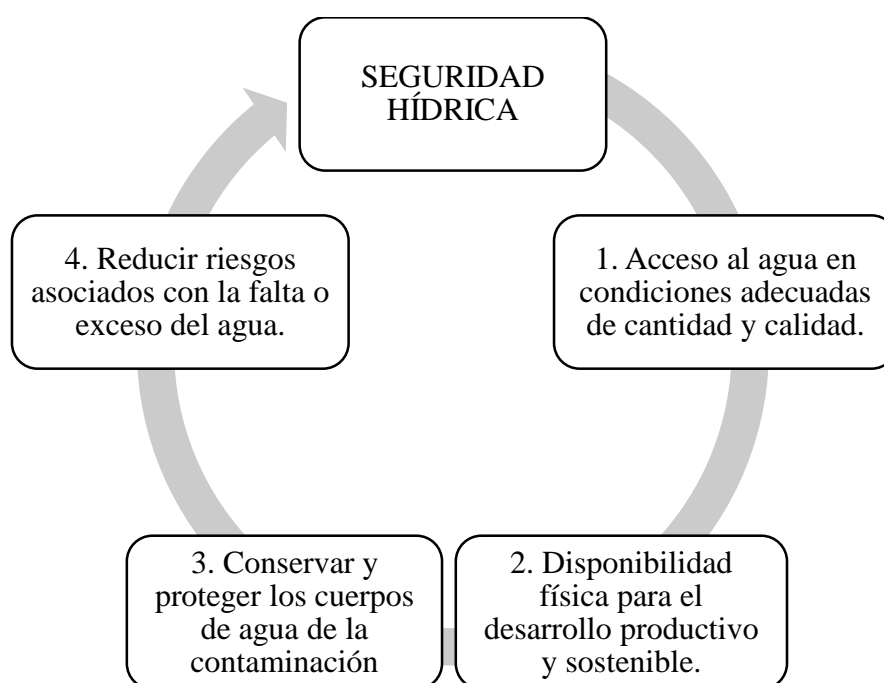 SEGURIDAD
HÍDRICA
1. Acceso al agua en
condiciones adecuadas
de cantidad y calidad.
2. Disponibilidad
física para el
desarrollo productivo
y sostenible.
3. Conservar y
proteger los cuerpos
de agua de la
contaminación
4. Reducir riesgos
asociados con la falta o
exceso del agua.